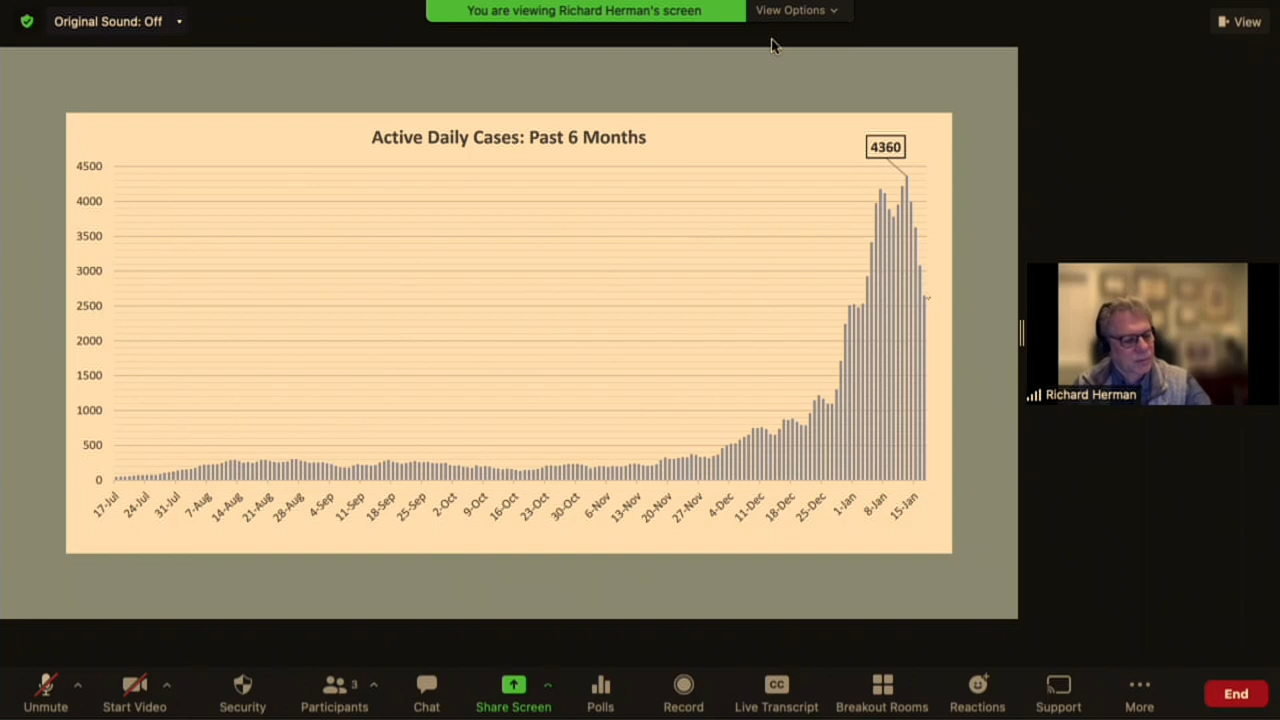 Original Sound: Off
You are viewing Richard Herman's screen
View Options
View
Active Daily Cases: Past 6 Months
4360
4500
4000
3500
3000
2500
2000
1500
1000
500
0
17-Jul
24-Jul
31-Jul
7-Aug
14-Aug
21-Aug
28-Aug
4-Sep
11-Sep
18-Sep
25-Sep
2-Oct
9-Oct
16-Oct
23-Oct
30-Oct
6-Nov
13-Nov
20-Nov
27-Nov
4-Dec
11-Dec
18-Dec
25-Dec
1-Jan
8-Jan
15-Jan
Richard Herman
Unmute
Start Video
Security
3
Participants
Chat
Share Screen
Polls
Record
CC
Live Transcript
Breakout Rooms
Reactions
Support
More
End